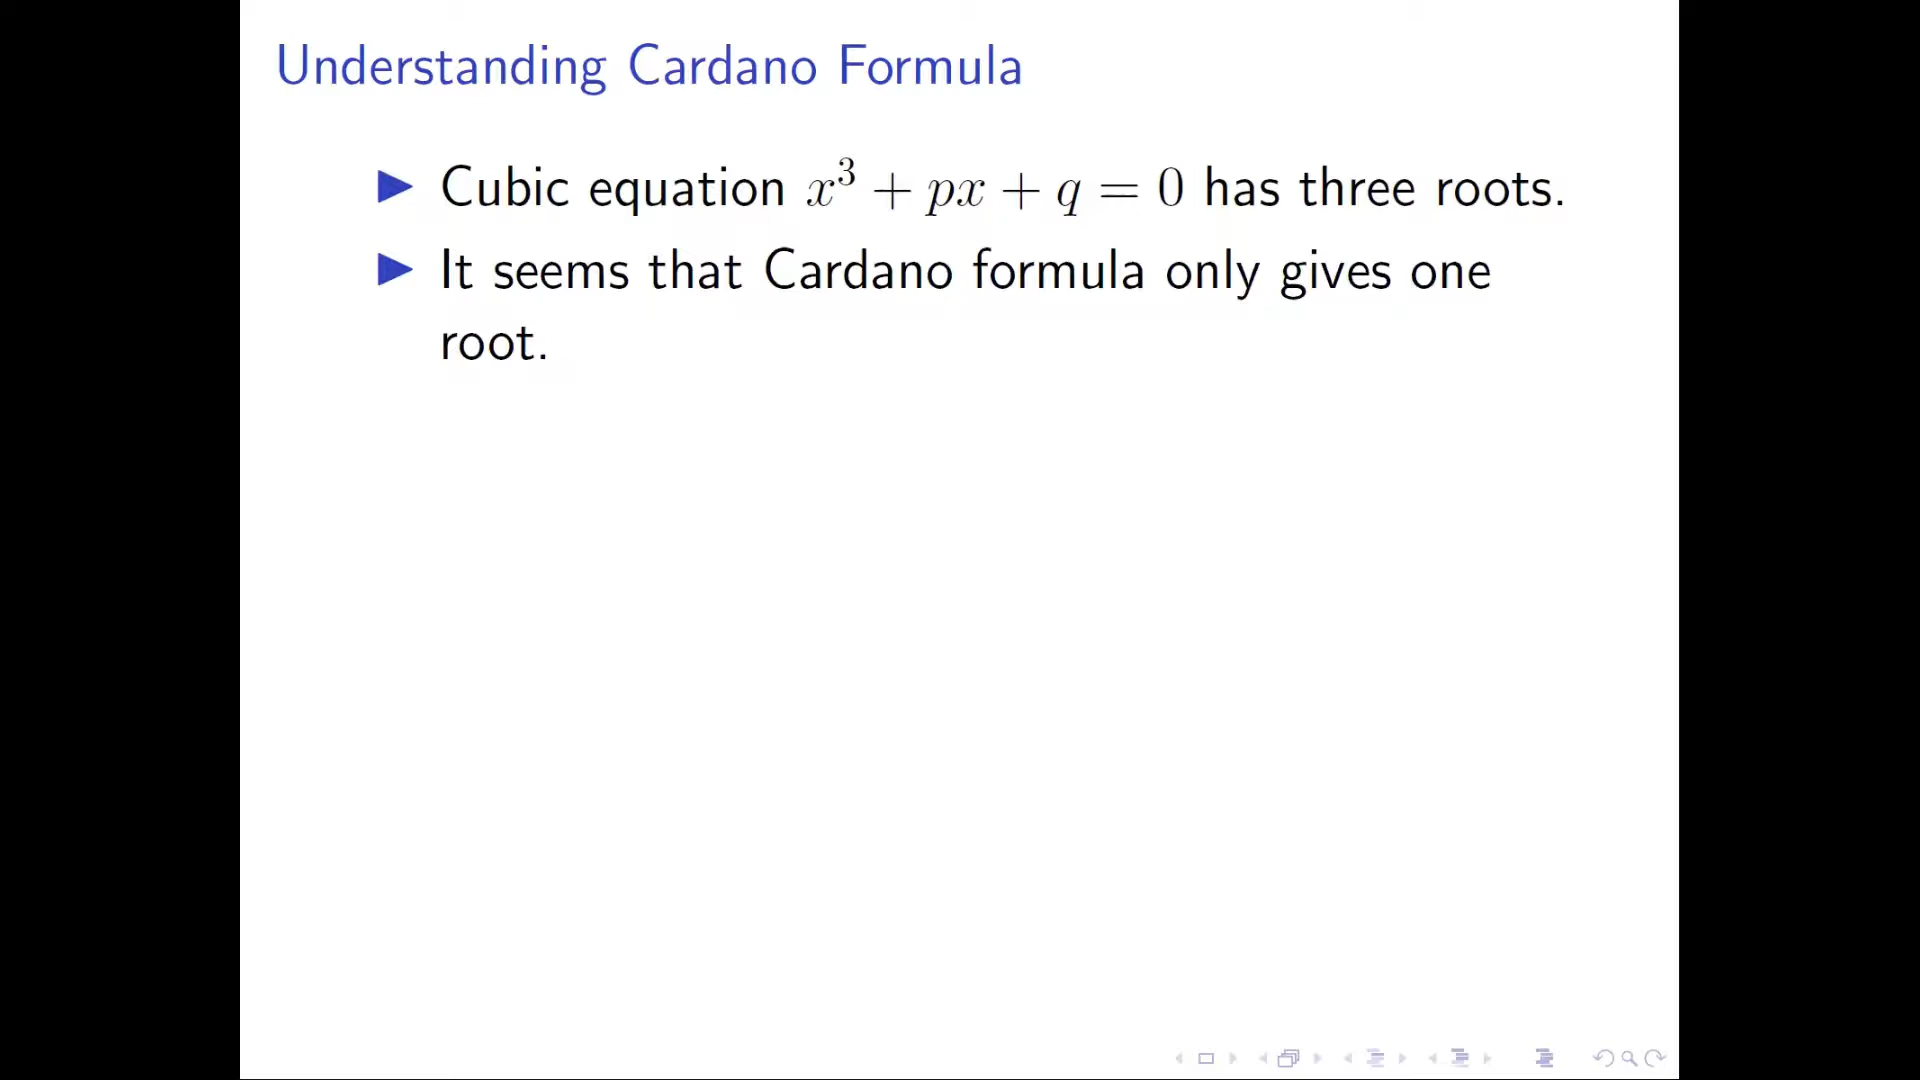 Understanding Cardano Formula
Cubic equation $x^3 + px + q = 0$ has three roots.
It seems that Cardano formula only gives one
root.